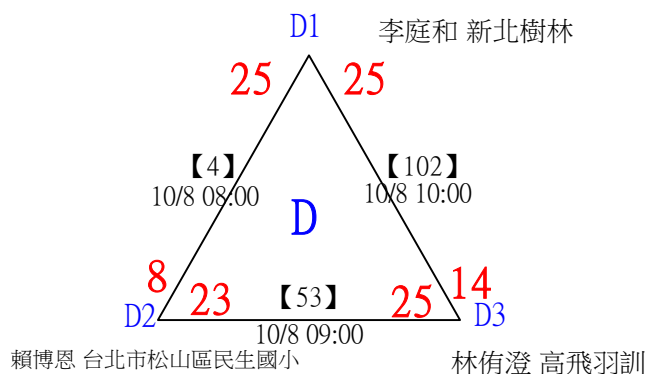 D1
李庭和 新北樹林
25
25
【4】
10/8 08:00
【102】
10/8 10:00
D
8
23
【53】
25
14
D2
10/8 09:00
D3
賴博恩 台北市松山區民生國小
林侑澄 高飛羽訓